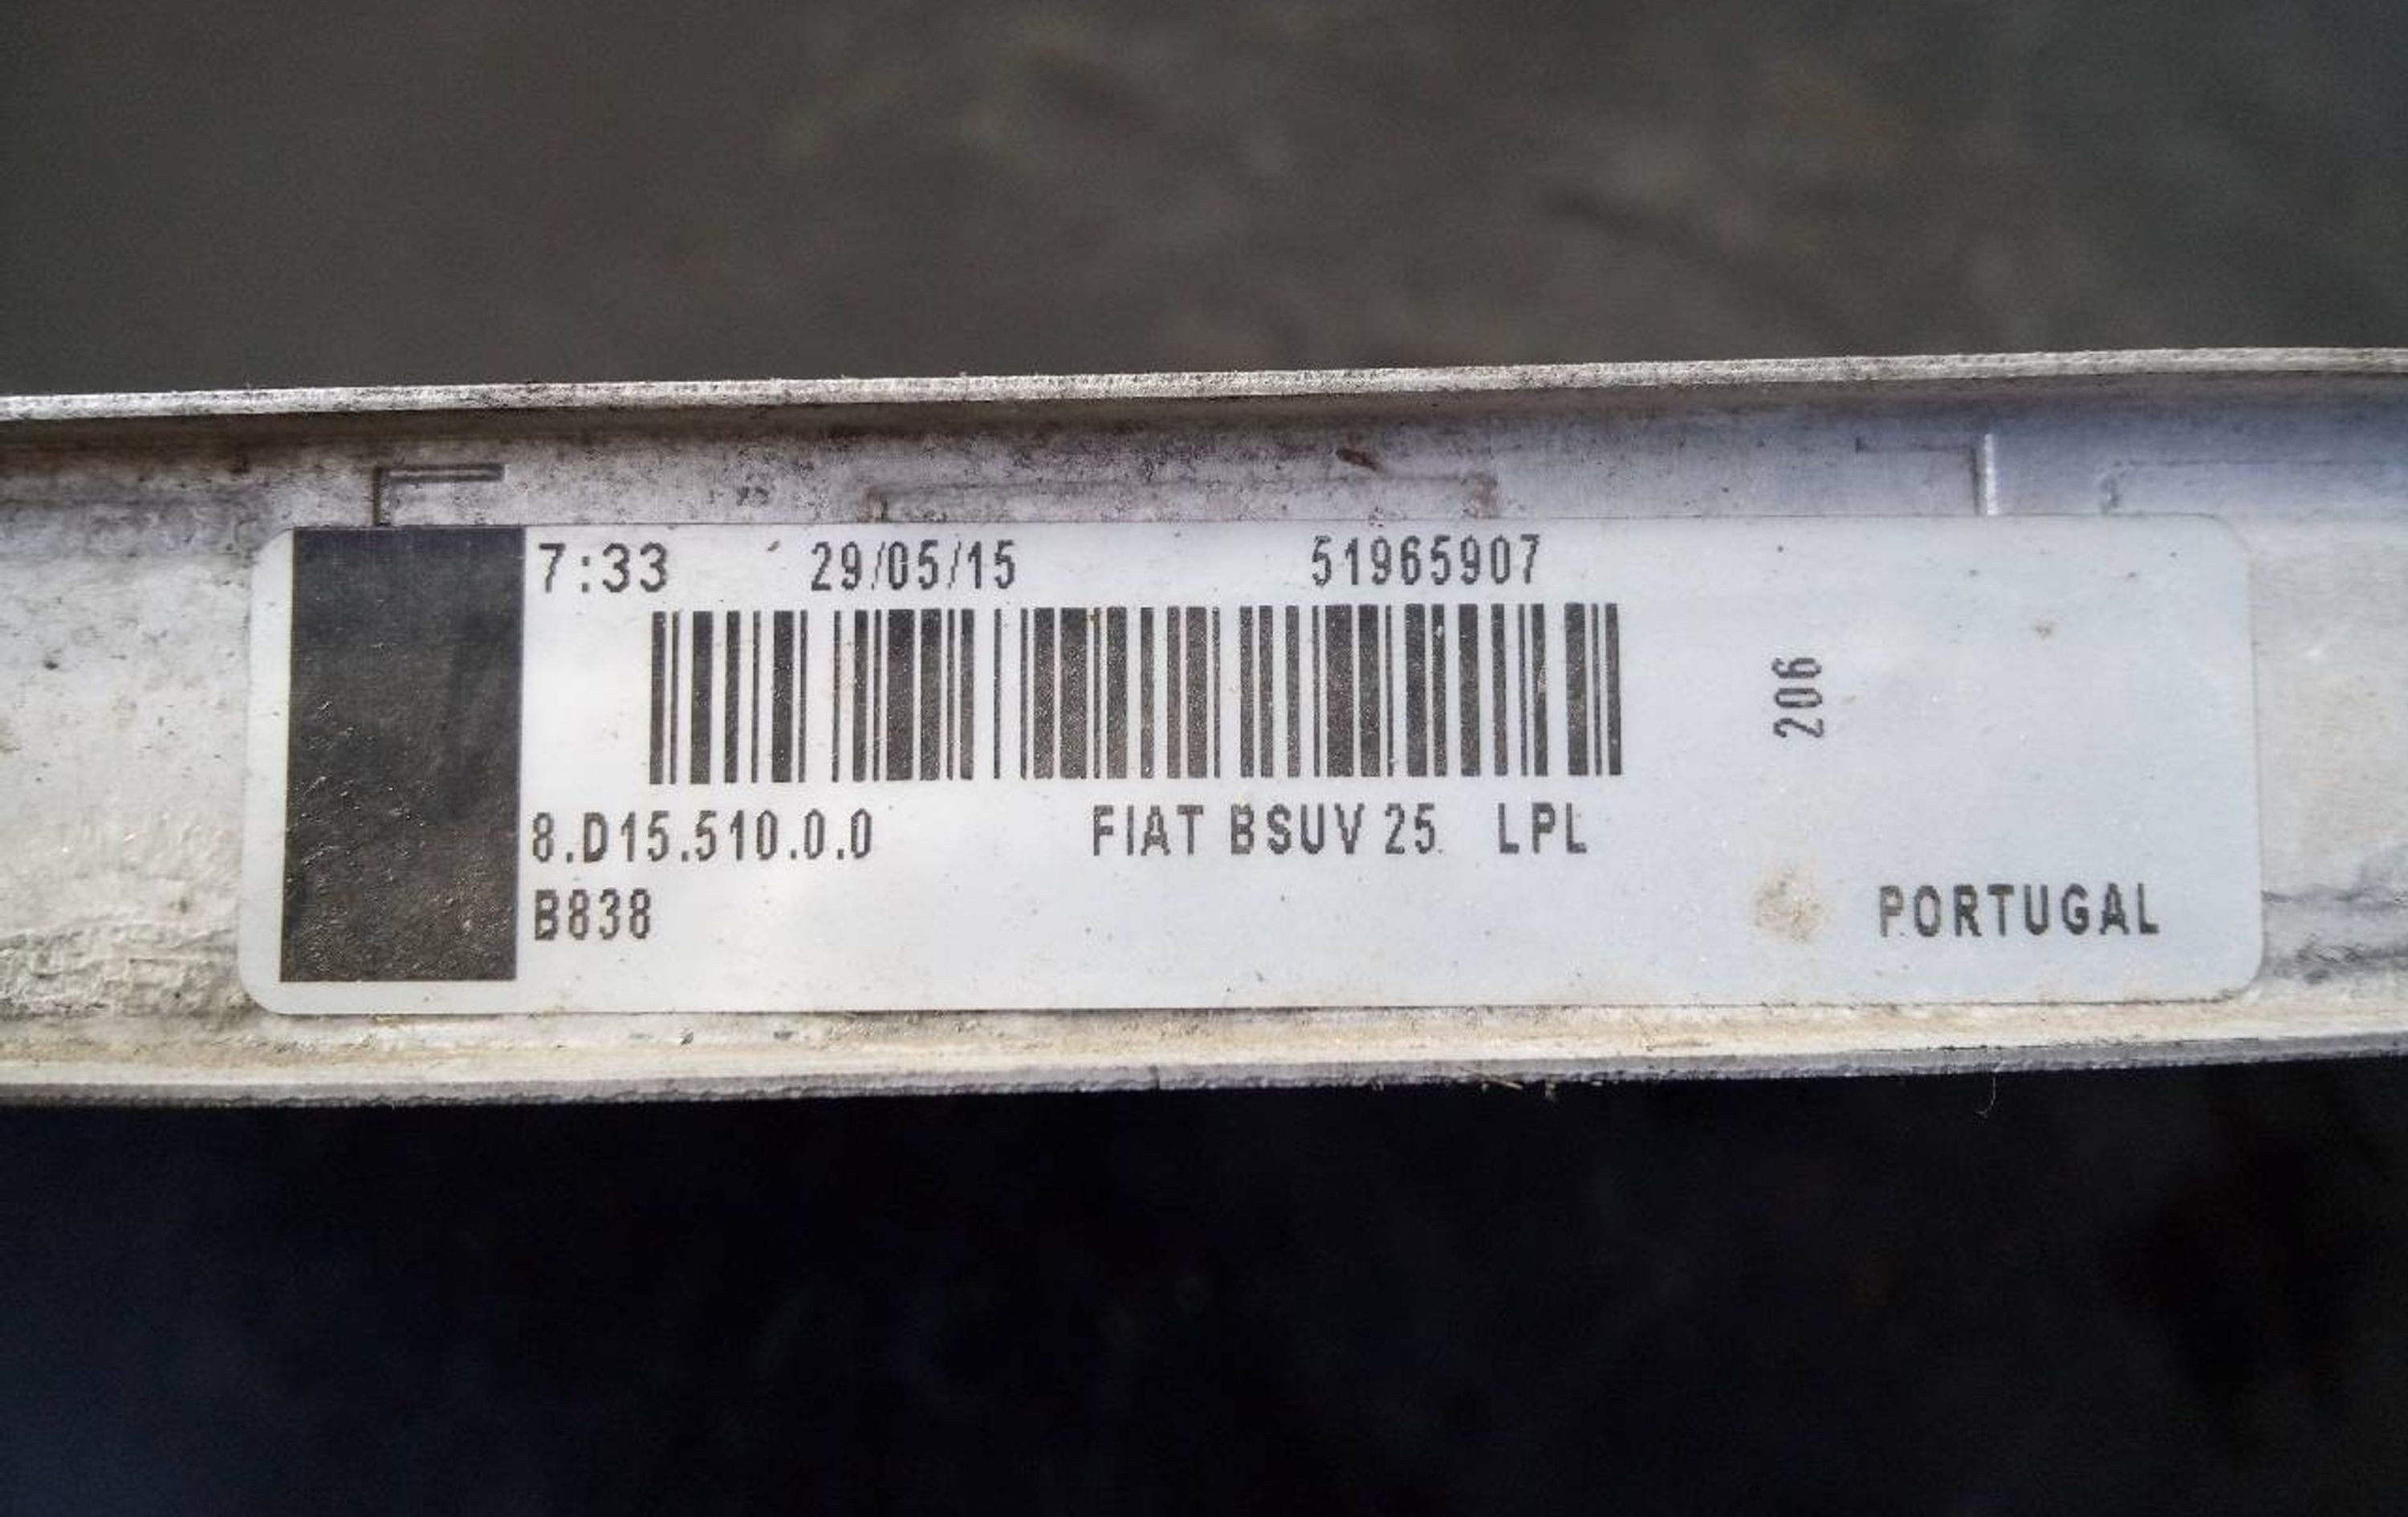 7:33 29/05/15 51965907
206
8.D15.510.0.0 FIAT BSUV 25 LPL
B838 PORTUGAL